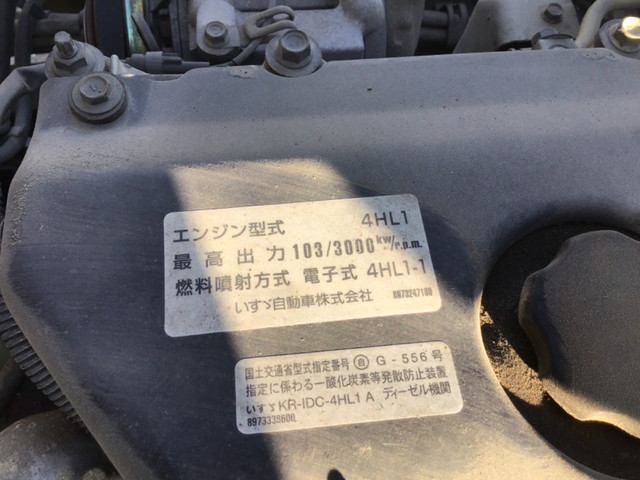 エンジン型式 4HL1
最高出力 103/3000 kw/r.p.m.
燃料噴射方式 電子式 4HL1-1
いすゞ自動車株式会社 8973247100
国土交通省型式指定番号 自 G-556号
指定に係わる一酸化炭素等発散防止装置
いすゞKR-IDC-4HL1A ディーゼル機関
8973339600